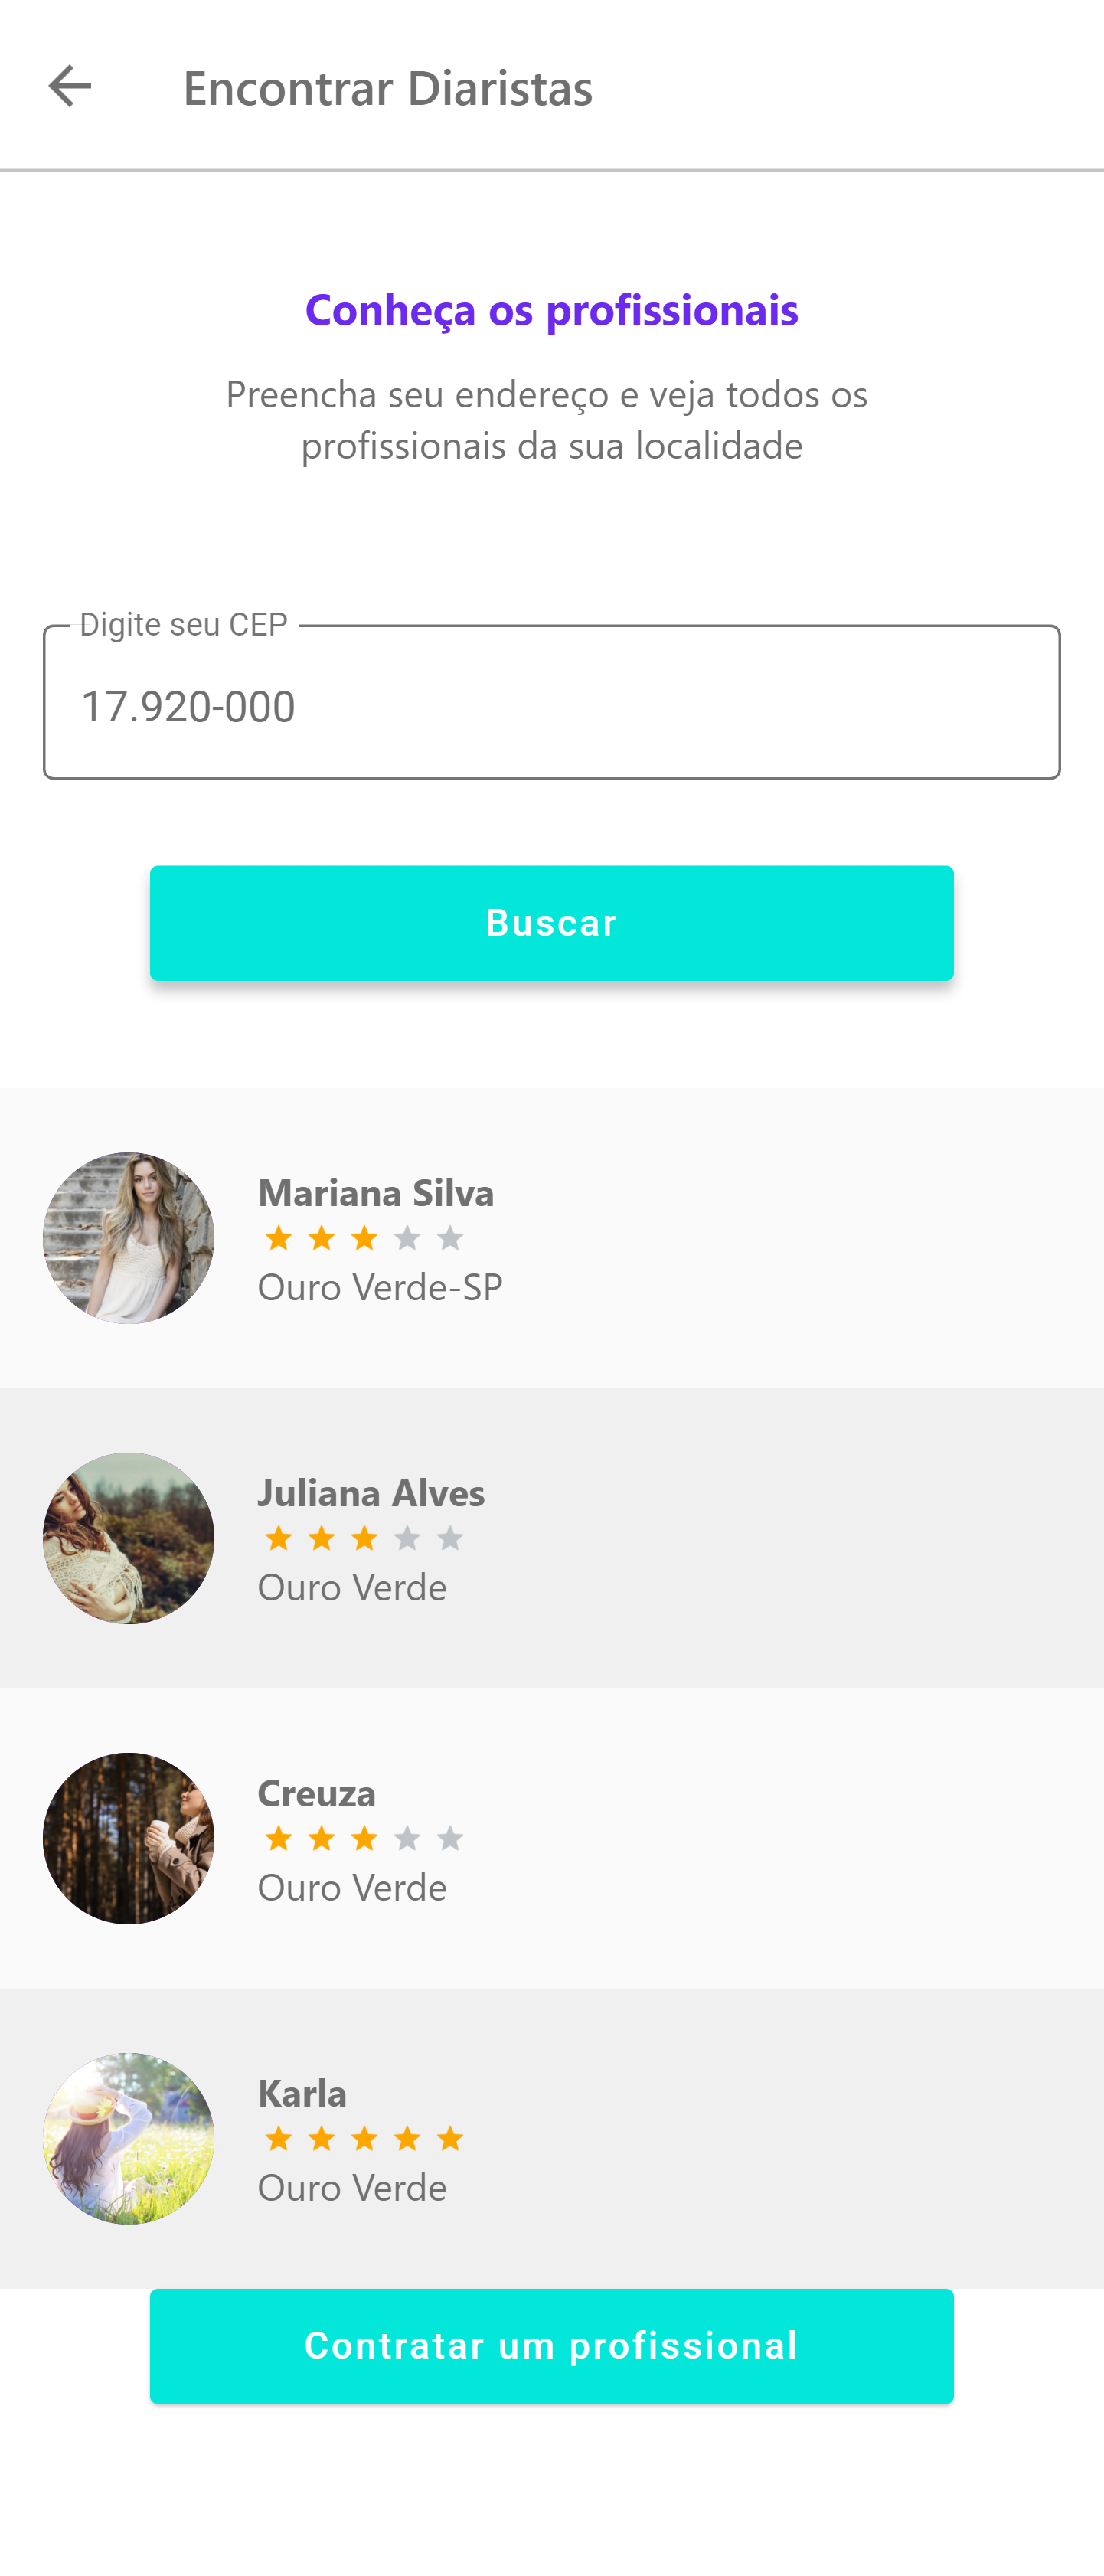 Encontrar Diaristas
Conheça os profissionais
Preencha seu endereço e veja todos os
profissionais da sua localidade
Digite seu CEP
17.920-000
Buscar
Mariana Silva
Ouro Verde-SP
Juliana Alves
Ouro Verde
Creuza
Ouro Verde
Karla
Ouro Verde
Contratar um profissional